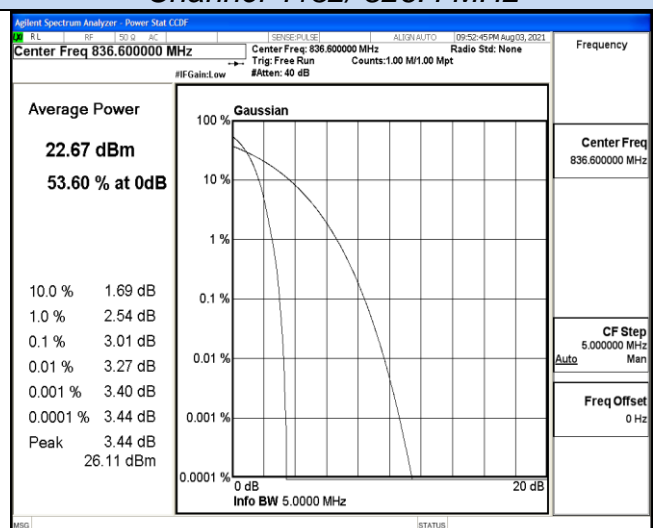 Agilent Spectrum Analyzer - Power Stat CCDF
RL RF 50 Ω AC SENSE:PULSE ALIGN AUTO 09:52:45 PM Aug 03, 2021
Center Freq 836.600000 MHz
Center Freq: 836.600000 MHz Radio Std: None
Trig: Free Run Counts:1.00 M/1.00 Mpt
#IFGain:Low #Atten: 40 dB
Frequency
Average Power
22.67 dBm
53.60 % at 0dB
10.0 % 1.69 dB
1.0 % 2.54 dB
0.1 % 3.01 dB
0.01 % 3.27 dB
0.001 % 3.40 dB
0.0001 % 3.44 dB
Peak 3.44 dB
26.11 dBm
Gaussian
100 %
10 %
1 %
0.1 %
0.01 %
0.001 %
0.0001 %
0 dB 20 dB
Info BW 5.0000 MHz
Center Freq
836.600000 MHz
CF Step
5.000000 MHz
Auto Man
Freq Offset
0 Hz
MSG STATUS